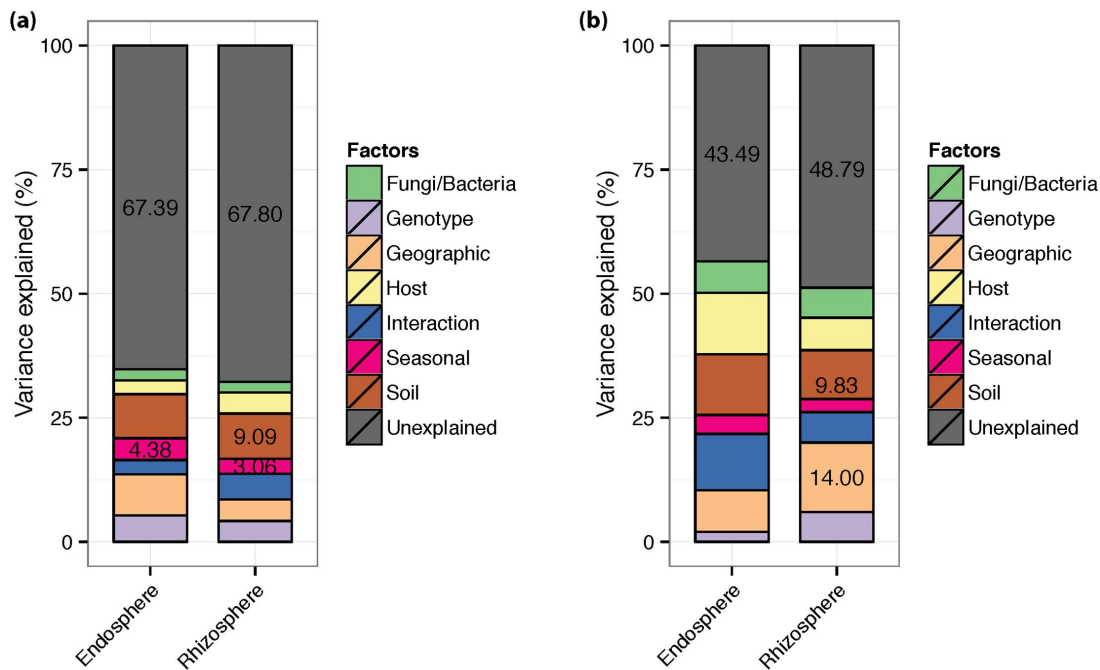 (a)
Variance explained (%)
100
75
50
25
0
67.39
4.38
67.80
9.09
3.06
Endosphere
Rhizosphere
Factors
Fungi/Bacteria
Genotype
Geographic
Host
Interaction
Seasonal
Soil
Unexplained
(b)
Variance explained (%)
100
75
50
25
0
43.49
48.79
9.83
14.00
Endosphere
Rhizosphere
Factors
Fungi/Bacteria
Genotype
Geographic
Host
Interaction
Seasonal
Soil
Unexplained